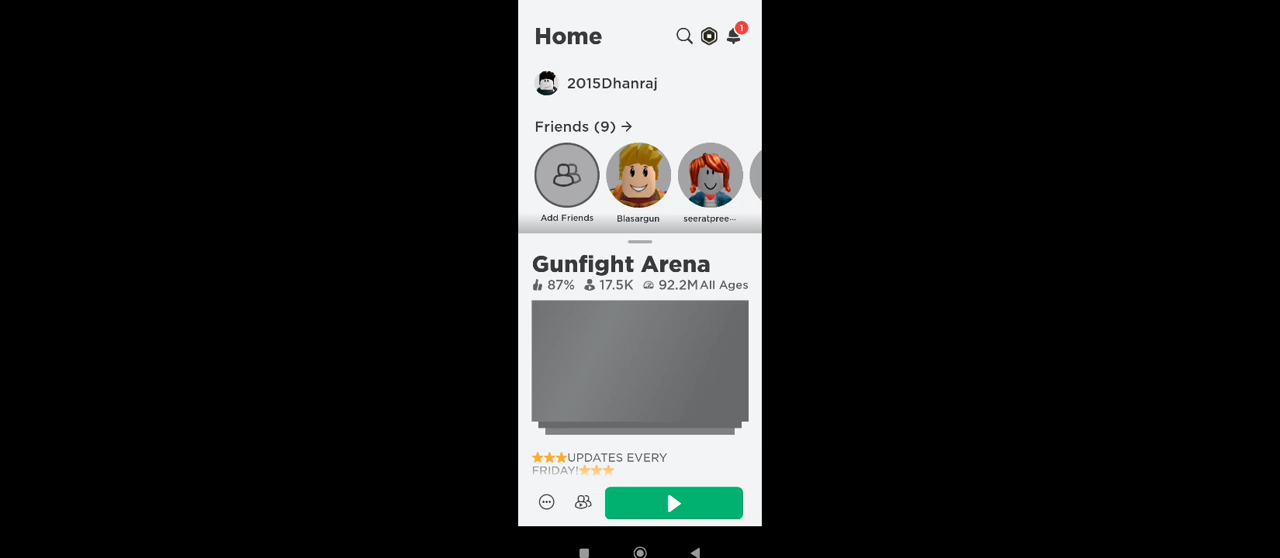 Home
1
2015Dhanraj
Friends (9) →
Add Friends
Blasargun
seeratpree...
Gunfight Arena
87% 17.5K 92.2M All Ages
⭐⭐⭐UPDATES EVERY
FRIDAY!⭐⭐⭐